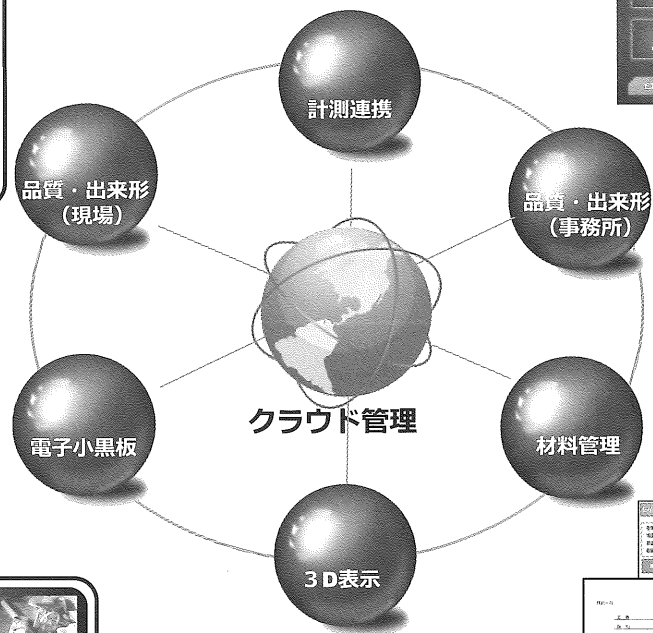 計測連携
品質・出来形
（現場）
品質・出来形
（事務所）
クラウド管理
電子小黒板
材料管理
３D表示